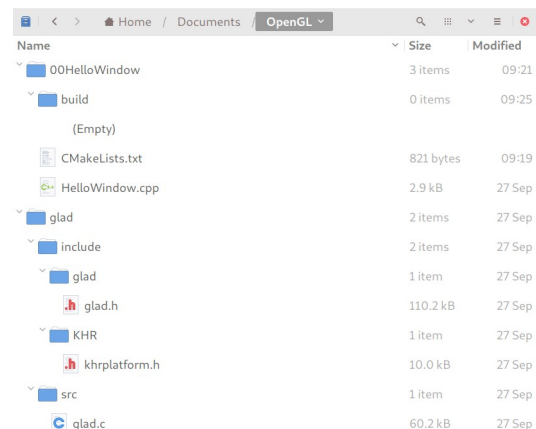 Home / Documents / OpenGL
Name Size Modified
00HelloWindow 3 items 09:21
build 0 items 09:25
(Empty)
CMakeLists.txt 821 bytes 09:19
C++ HelloWindow.cpp 2.9 kB 27 Sep
glad 2 items 27 Sep
include 2 items 27 Sep
glad 1 item 27 Sep
.h glad.h 110.2 kB 27 Sep
KHR 1 item 27 Sep
.h khrplatform.h 10.0 kB 27 Sep
src 1 item 27 Sep
C glad.c 60.2 kB 27 Sep